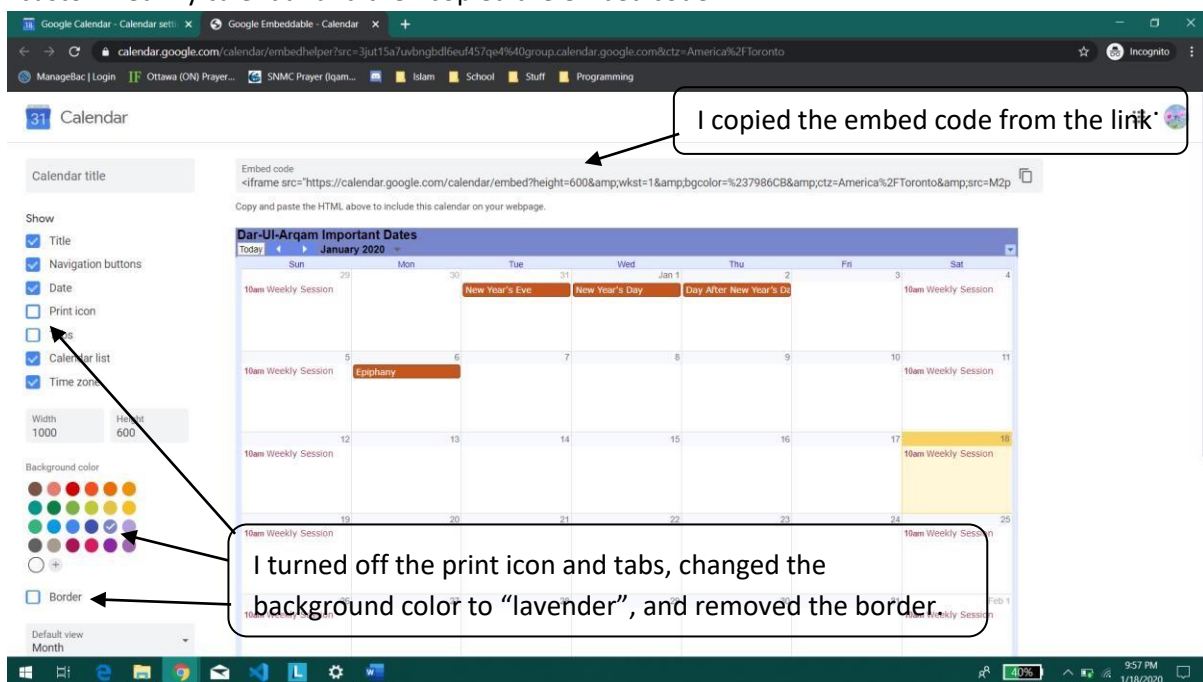 Google Calendar - Calendar setti
Google Embeddable - Calendar
calendar.google.com/calendar/embedhelper?src=3jut15a7uvbngbdl6euf457qe4%40group.calendar.google.com&ctz=America%2FToronto
Incognito
ManageBac | Login
Ottawa (ON) Prayer...
SNMC Prayer (Iqam...
Islam
School
Stuff
Programming
31 Calendar
I copied the embed code from the link.
Calendar title
Embed code
<iframe src="https://calendar.google.com/calendar/embed?height=600&amp;wkst=1&amp;bgcolor=%237986CB&amp;ctz=America%2FToronto&amp;src=M2p
Copy and paste the HTML above to include this calendar on your webpage.
Show
Title
Navigation buttons
Date
Print icon
Calendar list
Time zone
Width
Height
1000
600
Background color
Border
Default view
Month
Dar-Ul-Arqam Important Dates
Today January 2020
Sun Mon Tue Wed Thu Fri Sat
29 30 31 Jan 1 2 3 4
10am Weekly Session New Year's Eve New Year's Day Day After New Year's Da 10am Weekly Session
5 6 7 8 9 10 11
10am Weekly Session Epiphany 10am Weekly Session
12 13 14 15 16 17 18
10am Weekly Session 10am Weekly Session
19 20 21 22 23 24 25
10am Weekly Session 10am Weekly Session
I turned off the print icon and tabs, changed the
background color to “lavender”, and removed the border.
Feb 1
10am Weekly Session
40%
9:57 PM
1/18/2020